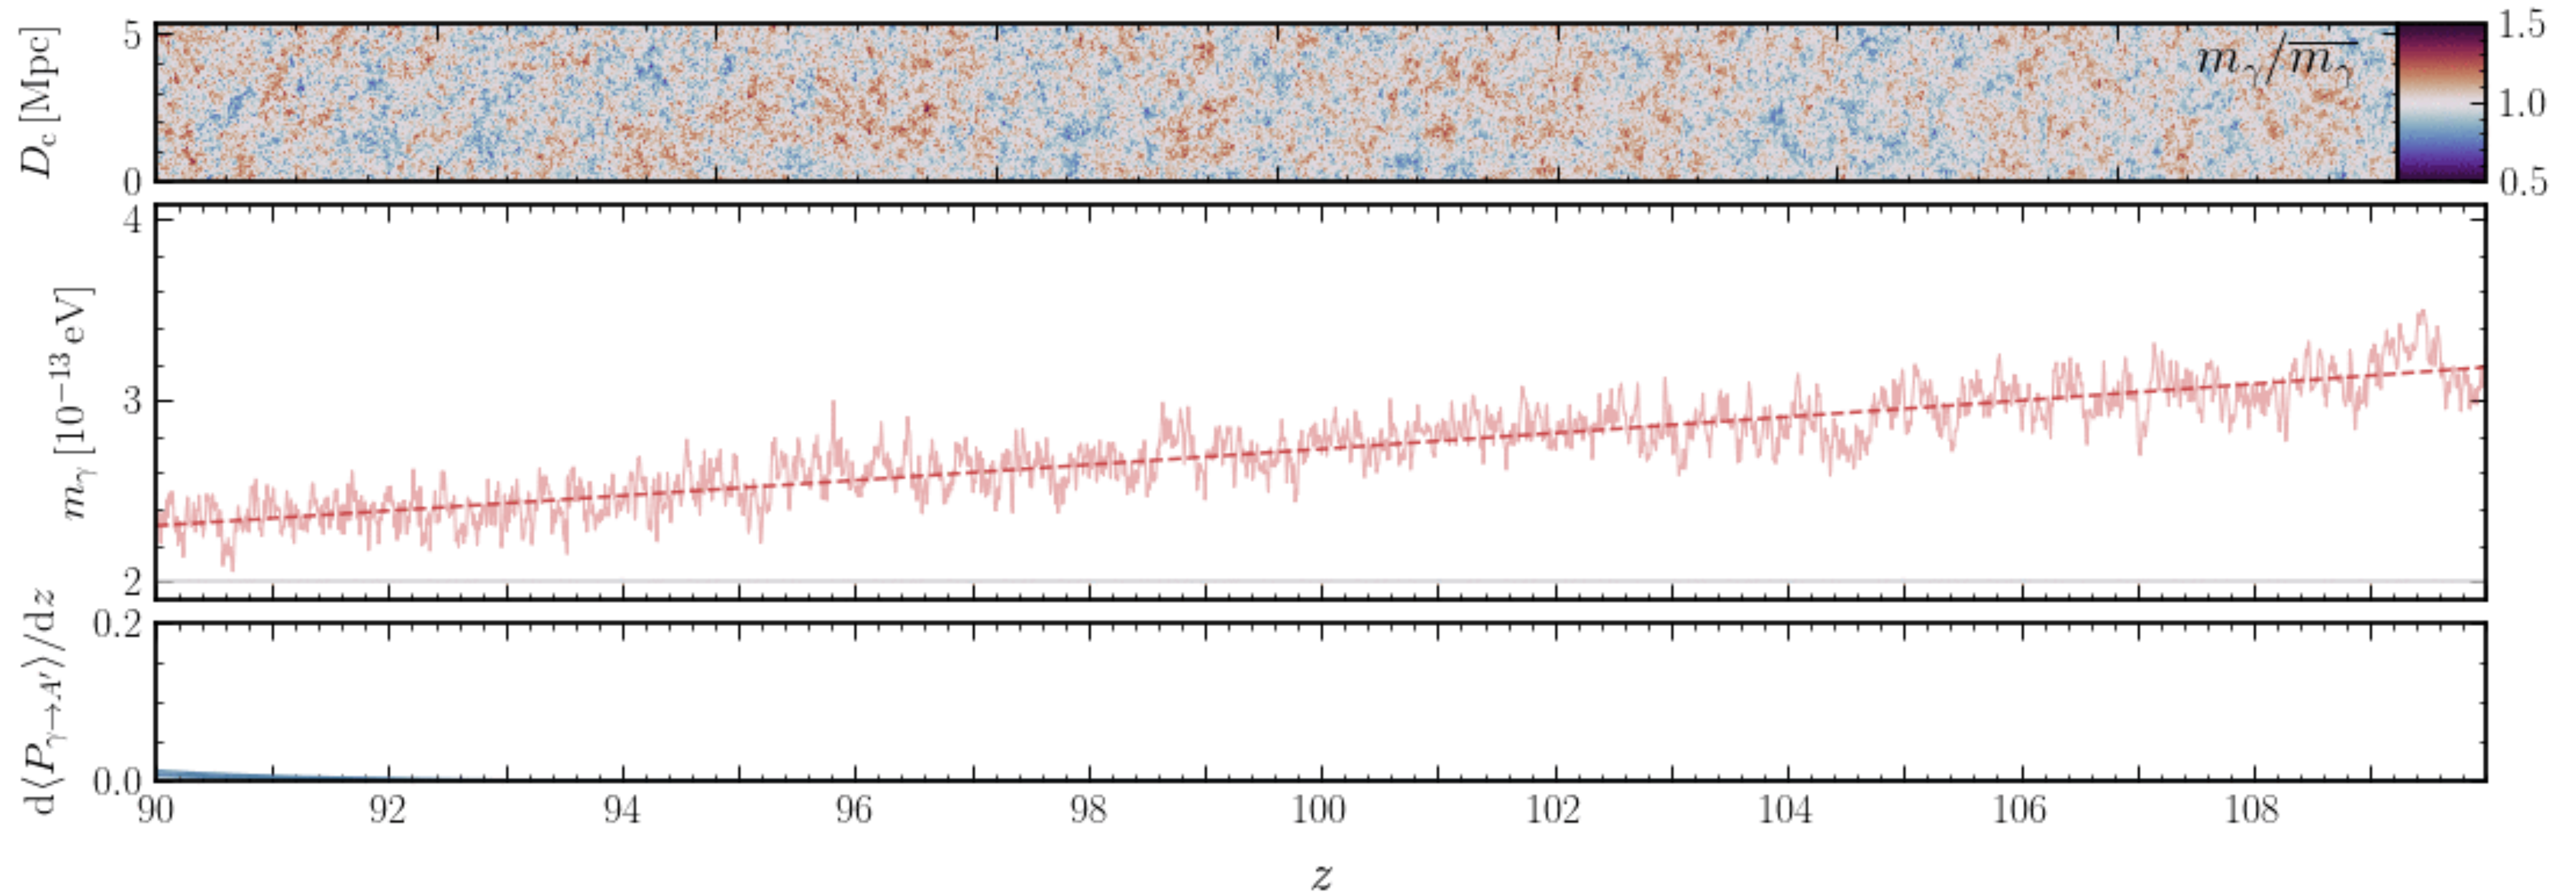 D_c [Mpc]
5
0
m_γ/\overline{m_γ}
1.5
1.0
0.5
m_γ [10^{-13} eV]
4
3
2
d⟨P_{γ→A'}⟩/dz
0.2
0.0
90 92 94 96 98 100 102 104 106 108
z